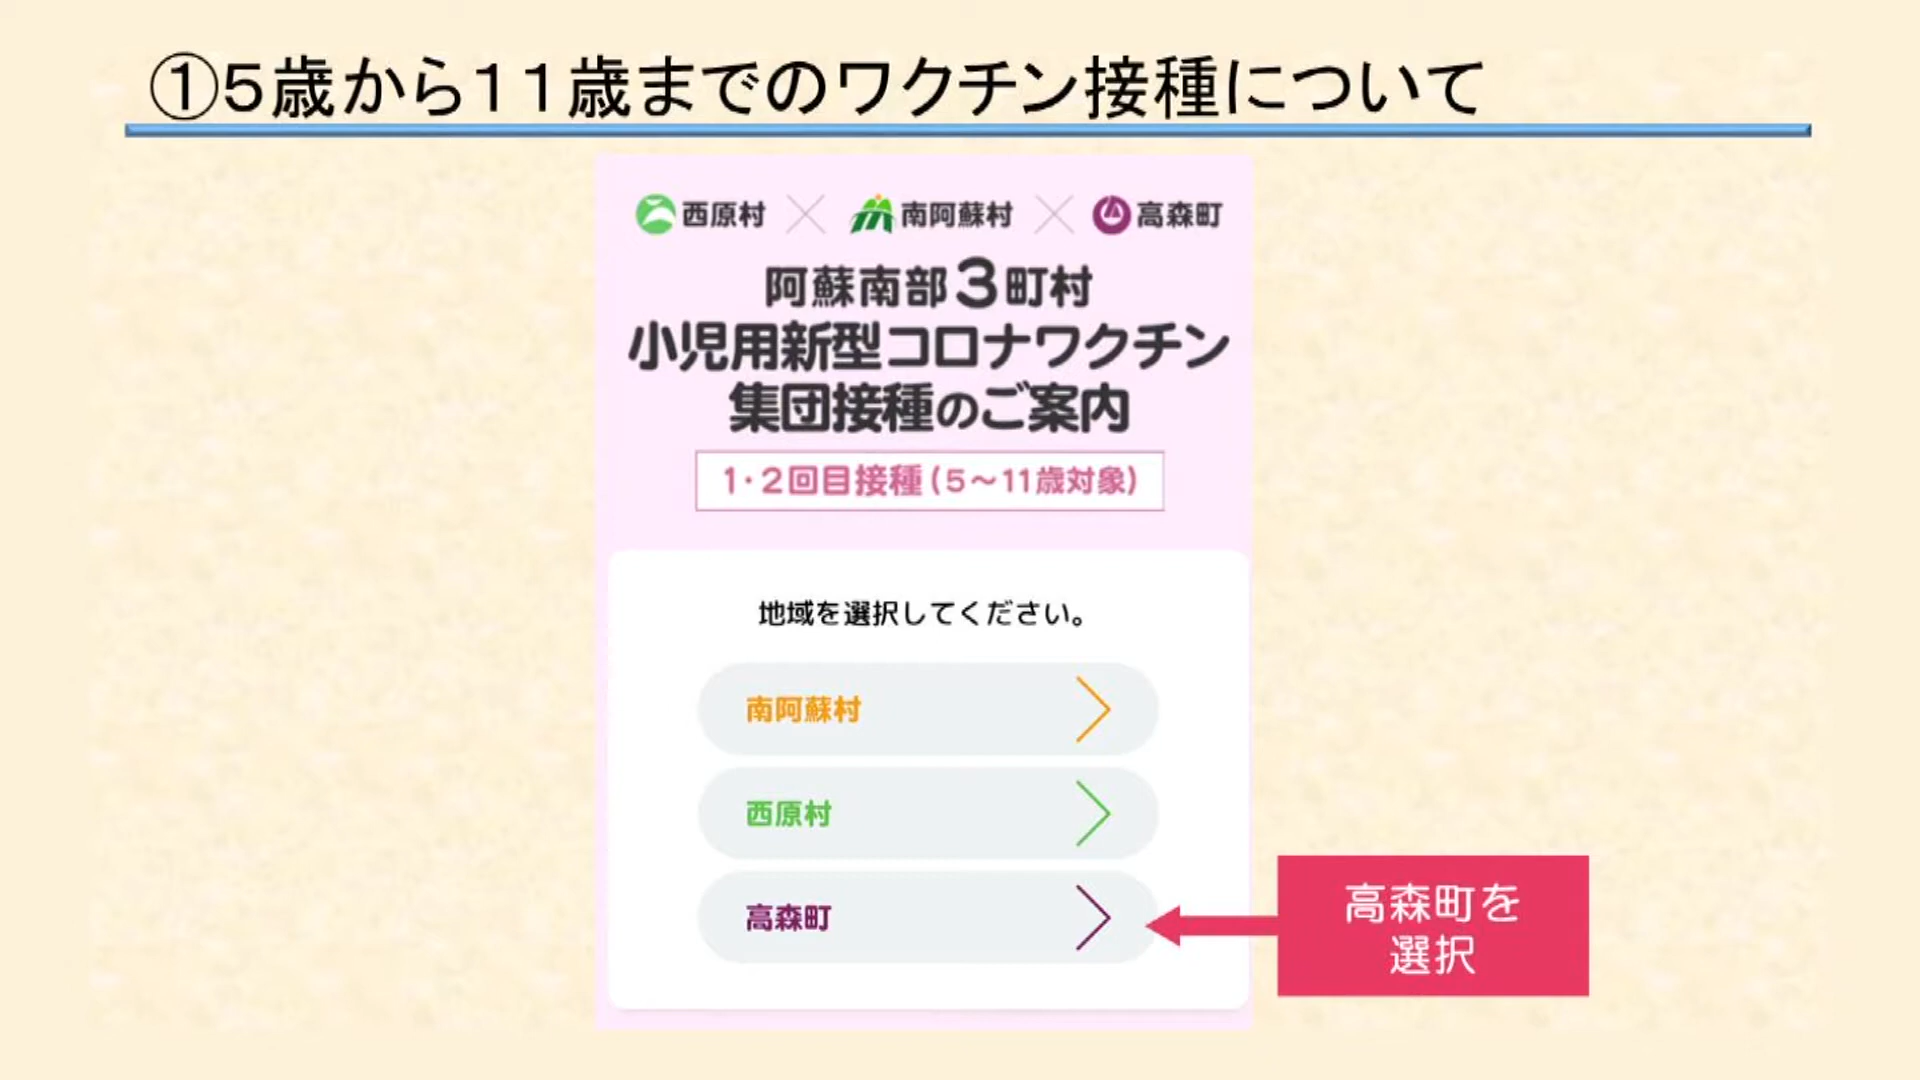 ①5歳から11歳までのワクチン接種について
西原村 × 南阿蘇村 × 高森町
阿蘇南部3町村
小児用新型コロナワクチン
集団接種のご案内
1・2回目接種(5〜11歳対象)
地域を選択してください。
南阿蘇村
西原村
高森町
高森町を
選択